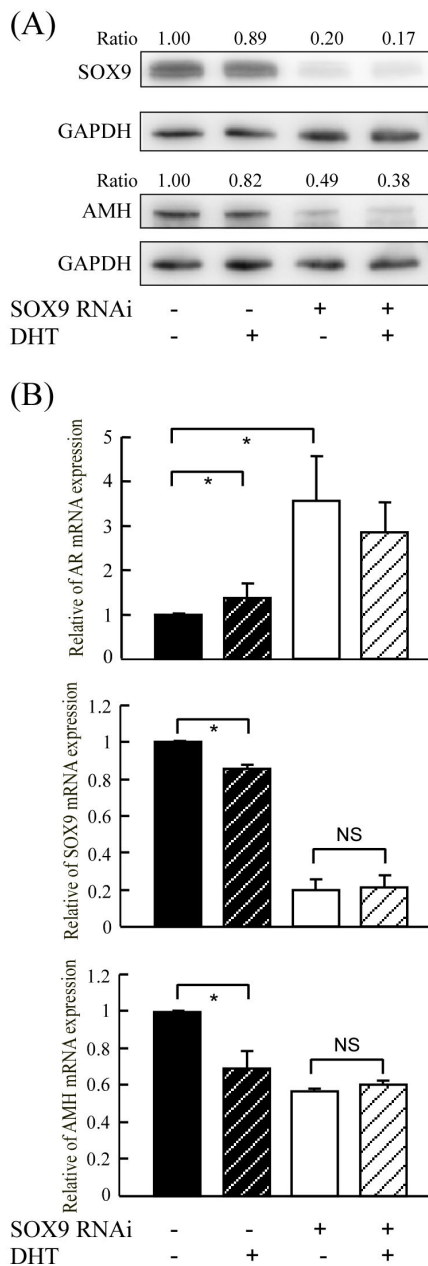 (A)
Ratio 1.00 0.89 0.20 0.17
SOX9
GAPDH
Ratio 1.00 0.82 0.49 0.38
AMH
GAPDH
SOX9 RNAi - - + +
DHT - + - +
(B)
Relative of AR mRNA expression
5
4
3
2
1
0
*
*
Relative of SOX9 mRNA expression
1.2
1
0.8
0.6
0.4
0.2
0
*
NS
Relative of AMH mRNA expression
1.2
1
0.8
0.6
0.4
0.2
0
*
NS
SOX9 RNAi - - + +
DHT - + - +